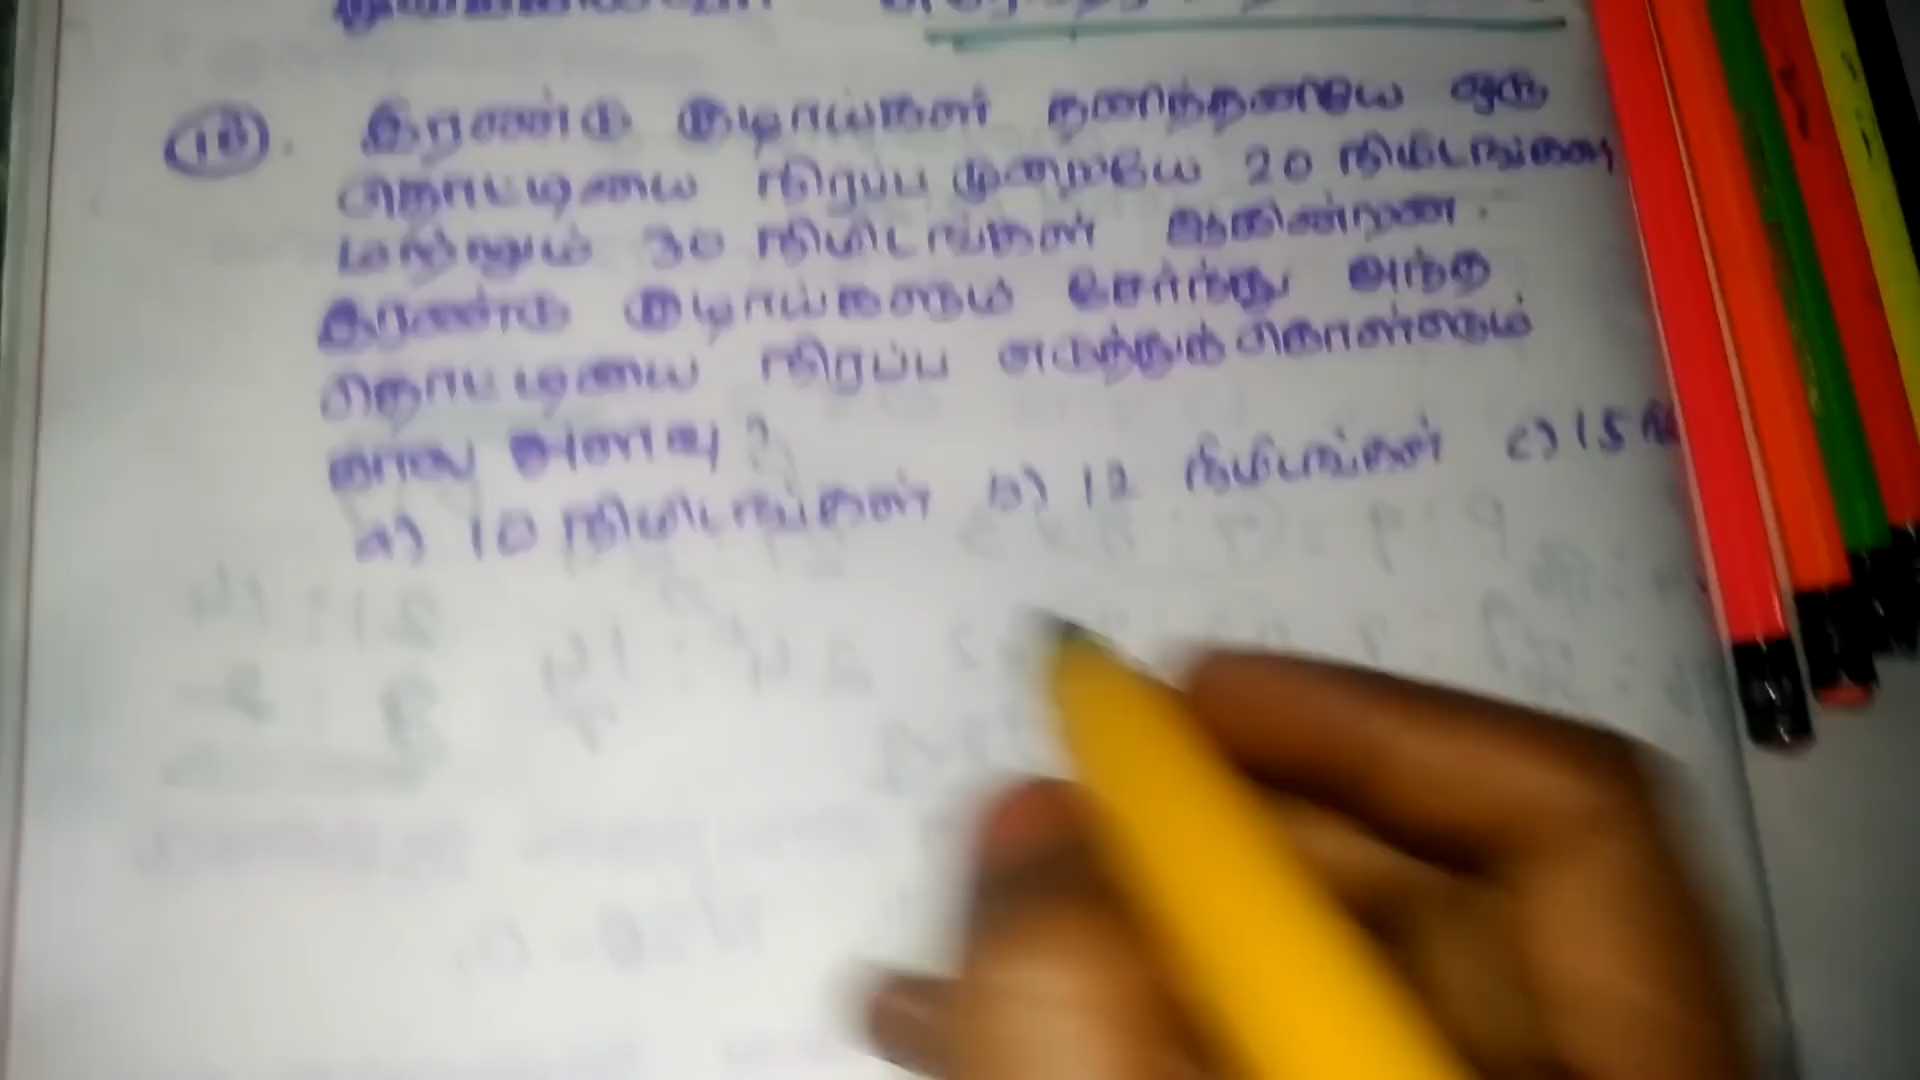 (16). இரண்டு குழாய்கள் தனித்தனியே ஒரு
தொட்டியை நிரப்ப முறையே 20 நிமிடங்கள்
மற்றும் 30 நிமிடங்கள் ஆகின்றன.
இரண்டு குழாய்களும் சேர்ந்து அந்த
தொட்டியை நிரப்ப எடுத்துக் கொள்ளும்
கால அளவு?
a) 10 நிமிடங்கள் b) 12 நிமிடங்கள் c) 15